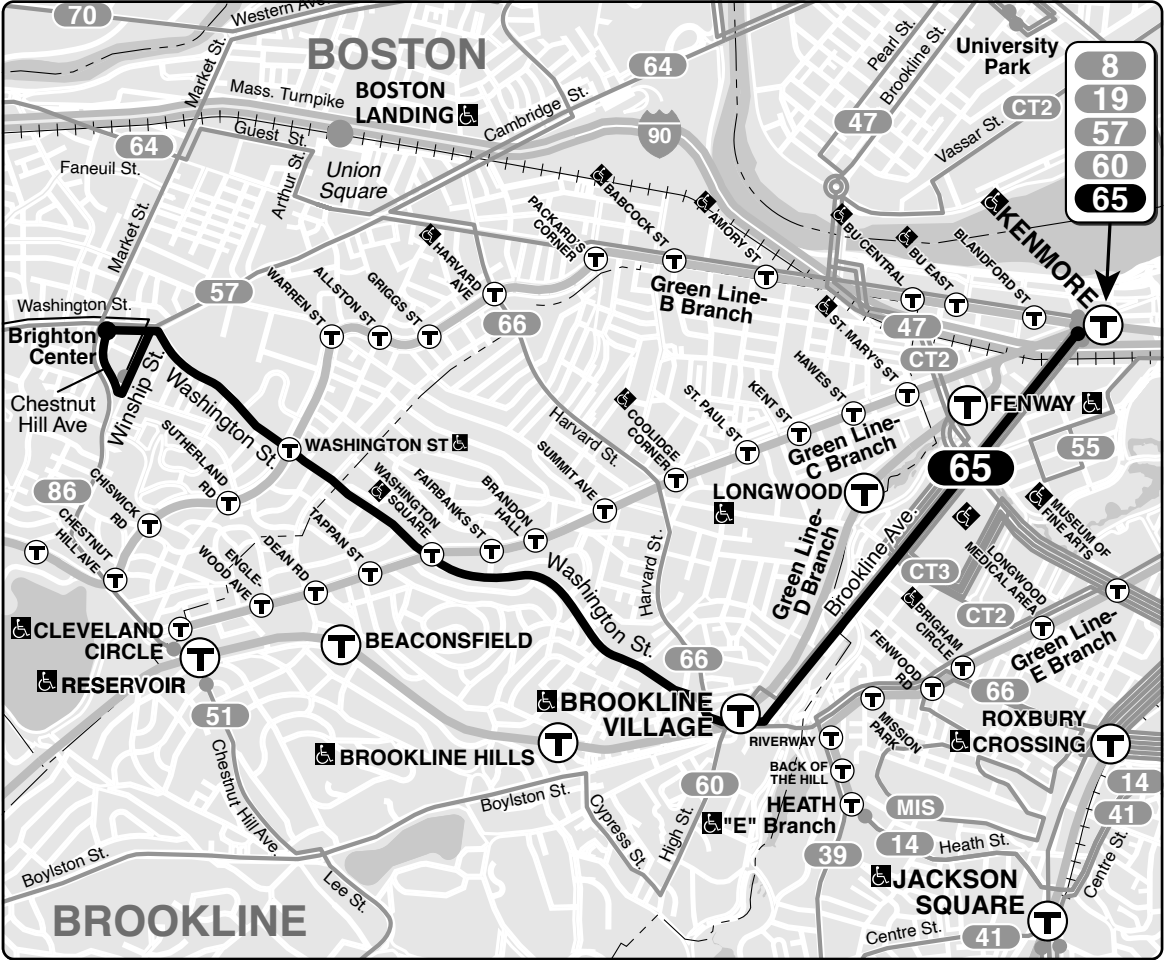 70
Western Ave.
BOSTON
Market St.
Mass. Turnpike
BOSTON
LANDING
64
Cambridge St.
90
Pearl St.
Brookline St.
University
Park
CT2
47
Vassar St.
8
19
57
60
65
64
Guest St.
Faneuil St.
Arthur St.
Union
Square
Market St.
PACKARD'S
CORNER
BABCOCK ST
AMORY ST
BU CENTRAL
BU EAST
BLANDFORD ST
KENMORE
HARVARD
AVE
57
WARREN ST
ALLSTON ST
GRIGGS ST
Green Line-
B Branch
66
47
CT2
Washington St.
Brighton
Center
Chestnut
Hill Ave
Winship St.
Washington St.
WASHINGTON ST
Harvard St.
COOLIDGE
CORNER
ST. PAUL ST
KENT ST
HAWES ST
ST. MARY'S ST
Green Line-
C Branch
FENWAY
65
55
SUTHERLAND
RD
86
CHISWICK
RD
CHESTNUT
HILL AVE
WASHINGTON
SQUARE
FAIRBANKS ST
BRANDON
HALL
SUMMIT AVE
LONGWOOD
Green Line-
D Branch
Brookline Ave.
MUSEUM OF
FINE ARTS
LONGWOOD
MEDICAL AREA
CT3
CT2
ENGLE-
WOOD AVE
DEAN RD
TAPPAN ST
Washington St.
Harvard St.
BRIGHAM
CIRCLE
FENWOOD
RD
Green Line-
E Branch
CLEVELAND
CIRCLE
RESERVOIR
BEACONSFIELD
66
66
51
BROOKLINE
VILLAGE
BROOKLINE HILLS
RIVERWAY
MISSION
PARK
ROXBURY
CROSSING
BACK OF
THE HILL
HEATH
"E" Branch
Chestnut Hill Ave.
Boylston St.
Cypress St.
60
High St.
MIS
14
41
39
14
Heath St.
Centre St.
Boylston St.
Lee St.
BROOKLINE
JACKSON
SQUARE
Centre St.
41